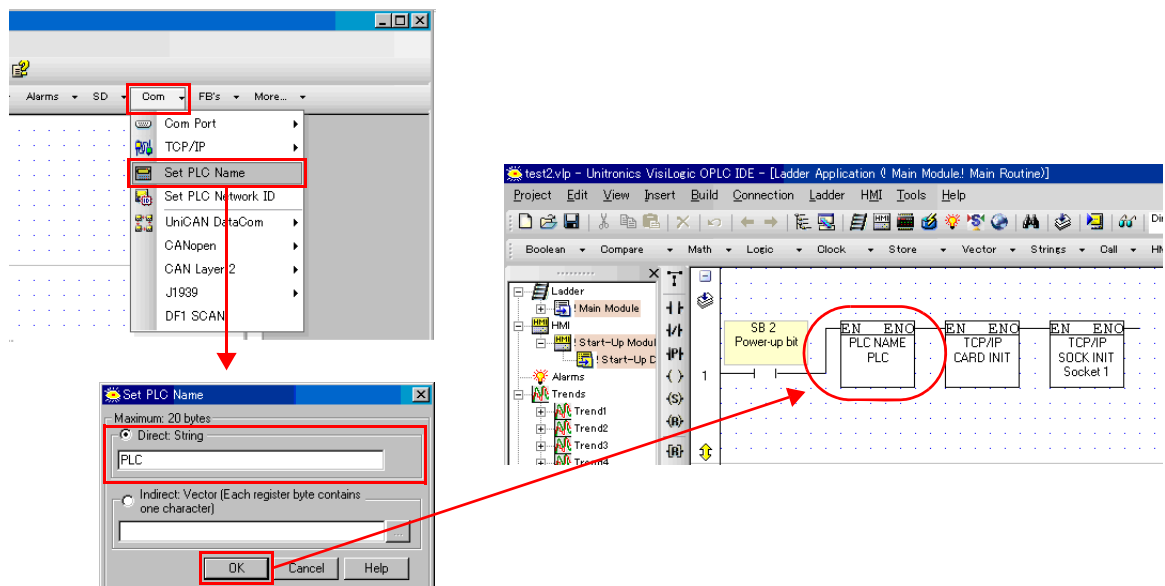 Alarms SD Com FB's More...
Com Port
TCP/IP
Set PLC Name
Set PLC Network ID
UniCAN DataCom
CANopen
CAN Layer 2
J1939
DF1 SCAN
Set PLC Name
Maximum: 20 bytes
Direct: String
PLC
Indirect: Vector (Each register byte contains
one character)
...
OK Cancel Help
test2.vlp - Unitronics VisiLogic OPLC IDE - [Ladder Application (! Main Module:! Main Routine)]
Project Edit View Insert Build Connection Ladder HMI Tools Help
Boolean Compare Math Logic Clock Store Vector Strings Call
Ladder
! Main Module
HMI
! Start-Up Modul
! Start-Up D
Alarms
Trends
Trend1
Trend2
Trend3
Trend4
1
SB 2
Power-up bit
EN ENO
PLC NAME
PLC
EN ENO
TCP/IP
CARD INIT
EN ENO
TCP/IP
SOCK INIT
Socket 1